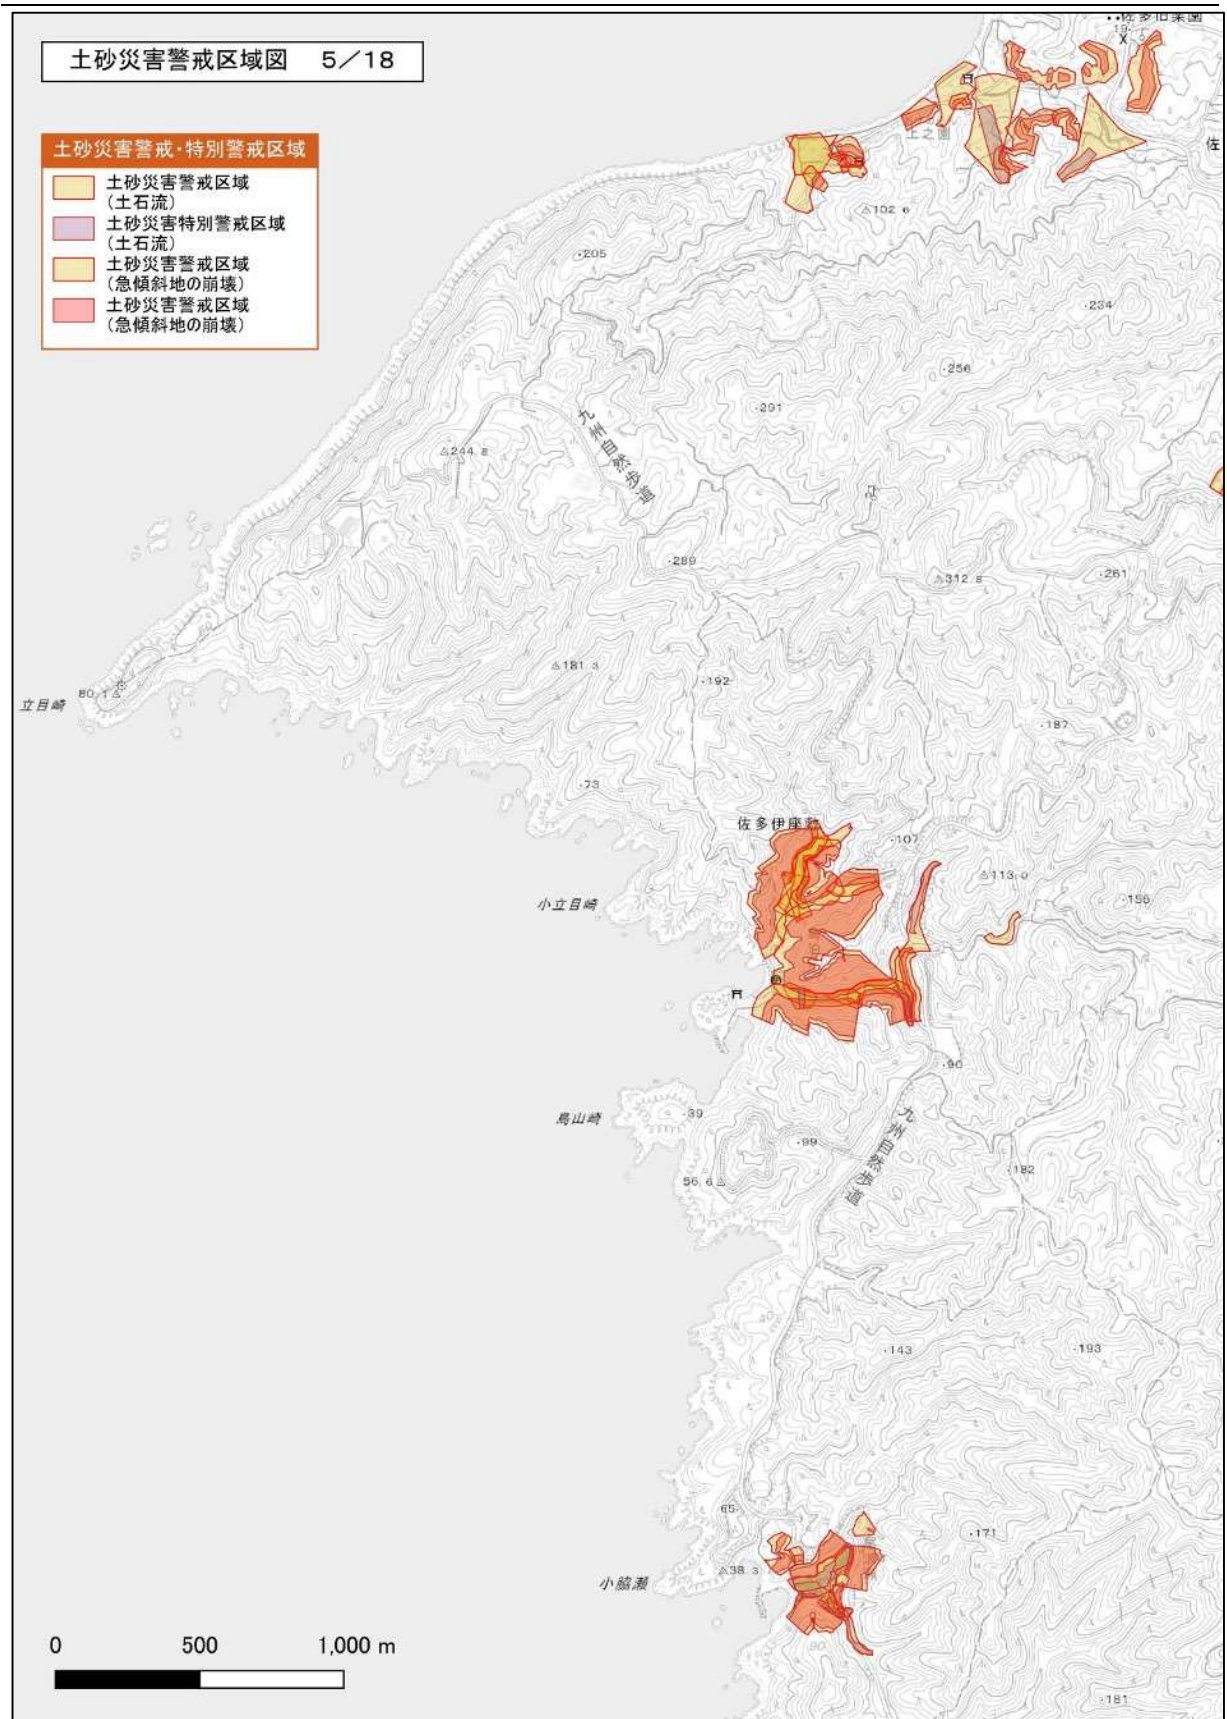 土砂災害警戒区域図 5／18
土砂災害警戒・特別警戒区域
土砂災害警戒区域
(土石流)
土砂災害特別警戒区域
(土石流)
土砂災害警戒区域
(急傾斜地の崩壊)
土砂災害警戒区域
(急傾斜地の崩壊)
19
佐
上之園
102.6
205
234
256
291
九州自然歩道
244.8
289
312.8
261
181.3
192
80.1
立目崎
187
73
佐多伊座敷
107
113.0
156
小立目崎
90
39
鳥山崎
九州自然歩道
99
182
56.6
143
193
65
171
38.3
小脇瀬
90
181
0 500 1,000 m